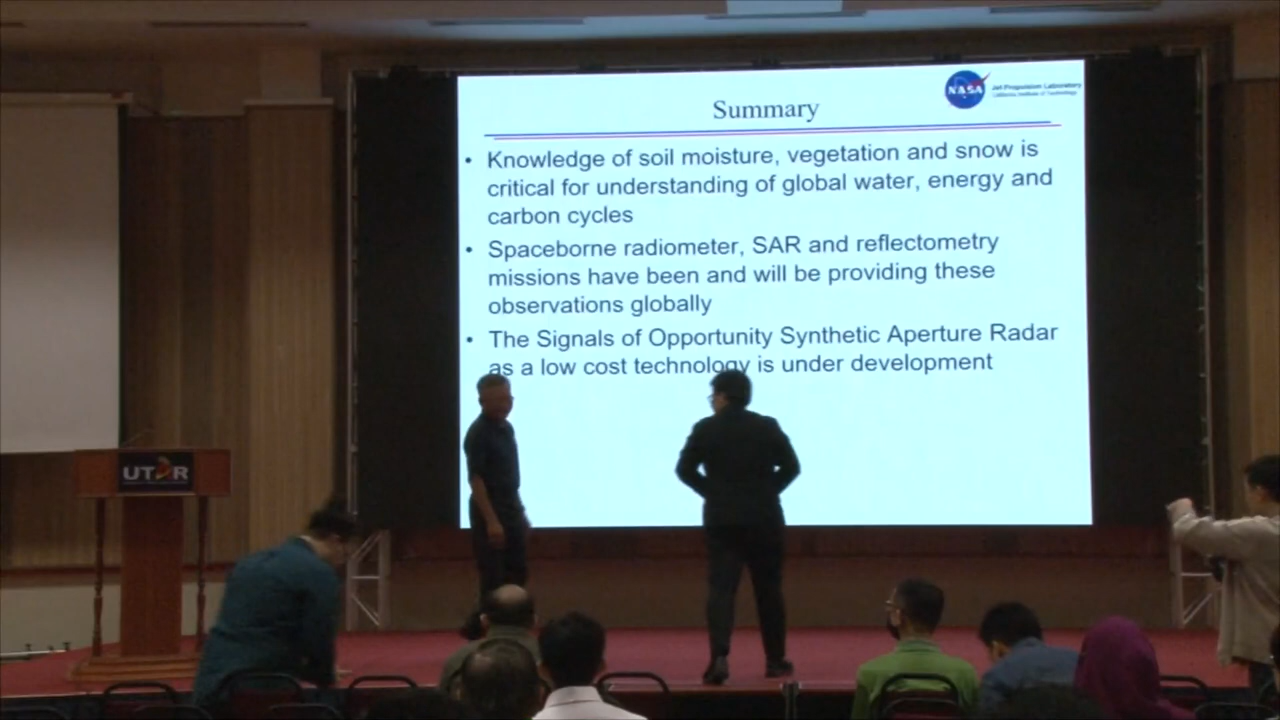 NASA
Jet Propulsion Laboratory
California Institute of Technology
Summary
• Knowledge of soil moisture, vegetation and snow is
critical for understanding of global water, energy and
carbon cycles
• Spaceborne radiometer, SAR and reflectometry
missions have been and will be providing these
observations globally
• The Signals of Opportunity Synthetic Aperture Radar
as a low cost technology is under development
UTAR